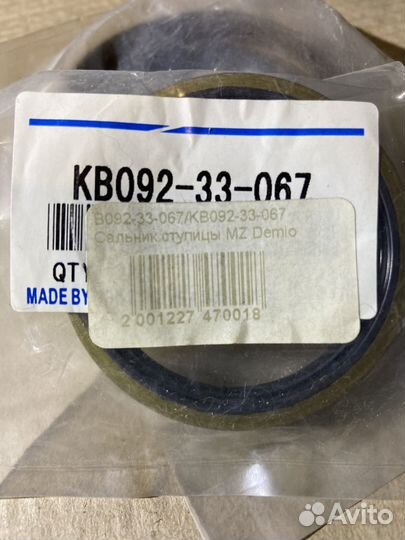 KB092-33-067
B092-33-067/KB092-33-067
Сальник ступицы MZ Demio
QTY
MADE BY
2 001227 470018
Avito